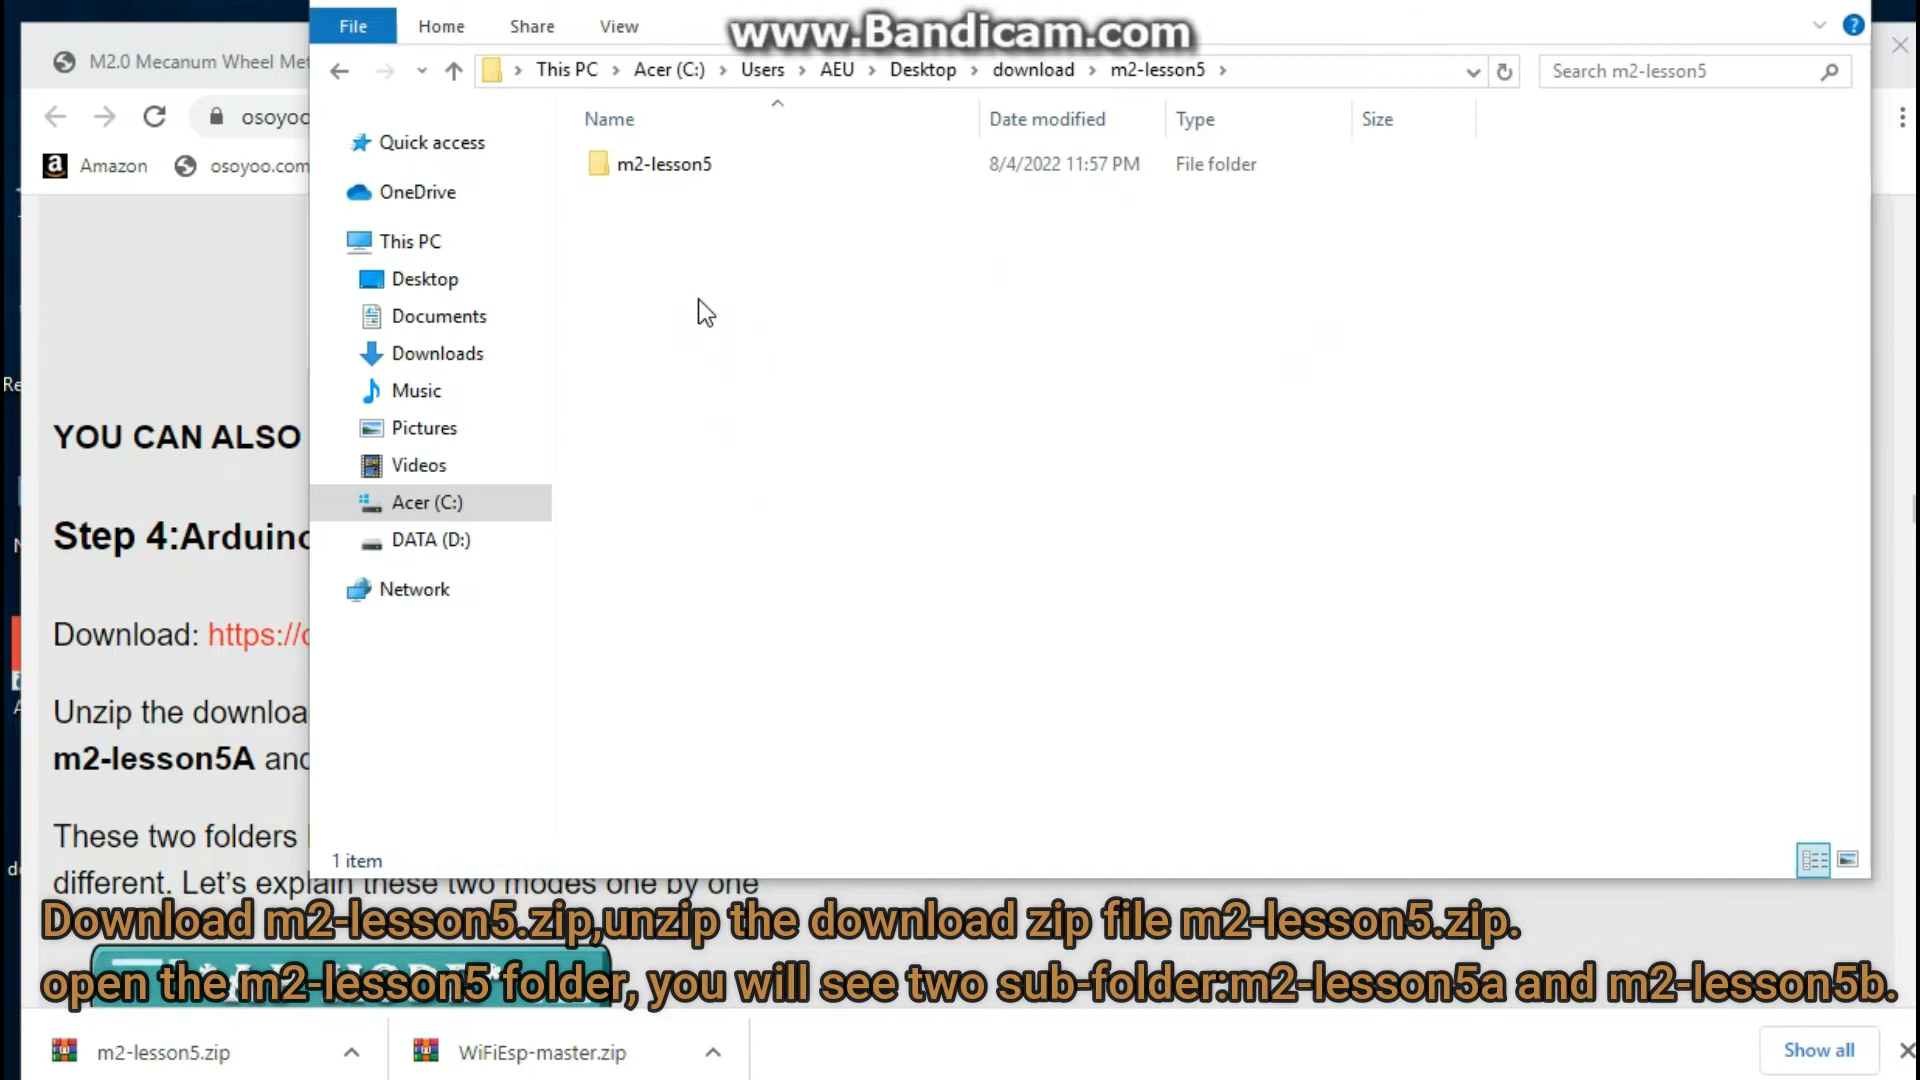 www.Bandicam.com
File Home Share View
M2.0 Mecanum Wheel Met
This PC Acer (C:) Users AEU Desktop download m2-lesson5
Search m2-lesson5
osoyoo
Amazon osoyoo.com
Name Date modified Type Size
m2-lesson5 8/4/2022 11:57 PM File folder
Quick access
OneDrive
This PC
Desktop
Documents
Downloads
Music
Pictures
Videos
Acer (C:)
DATA (D:)
Network
1 item
YOU CAN ALSO
Step 4:Arduino
Download: https://
Unzip the downloa
m2-lesson5A and
These two folders
different. Let's explain these two modes one by one
Download m2-lesson5.zip,unzip the download zip file m2-lesson5.zip.
open the m2-lesson5 folder, you will see two sub-folder:m2-lesson5a and m2-lesson5b.
m2-lesson5.zip WiFiEsp-master.zip Show all